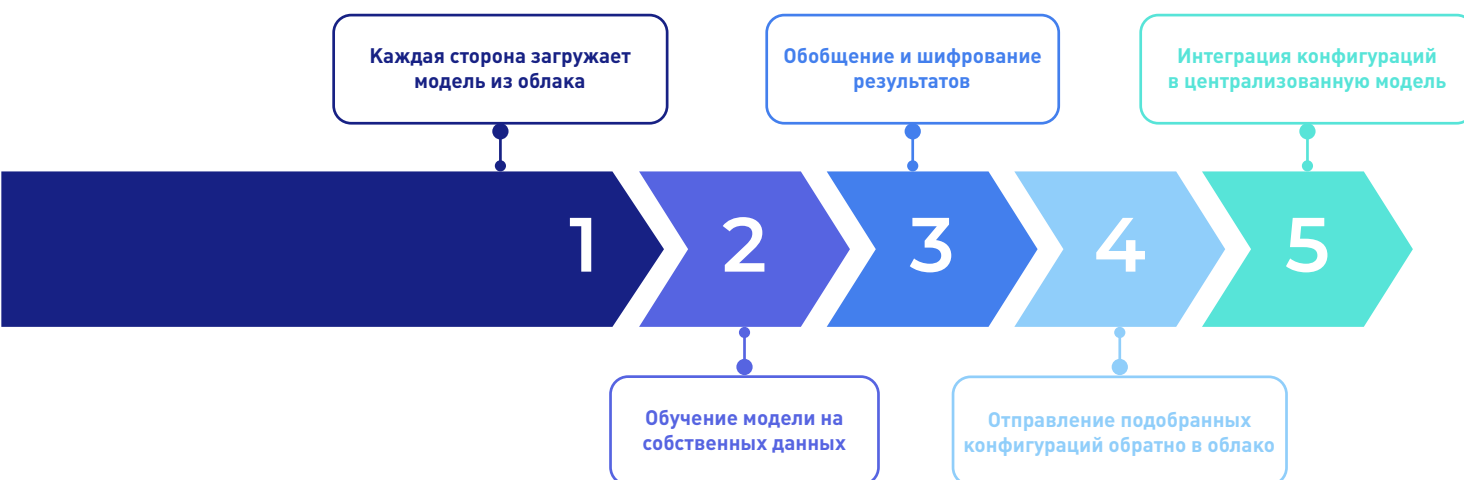 Каждая сторона загружает
модель из облака
Обобщение и шифрование
результатов
Интеграция конфигураций
в централизованную модель
1
2
3
4
5
Обучение модели на
собственных данных
Отправление подобранных
конфигураций обратно в облако